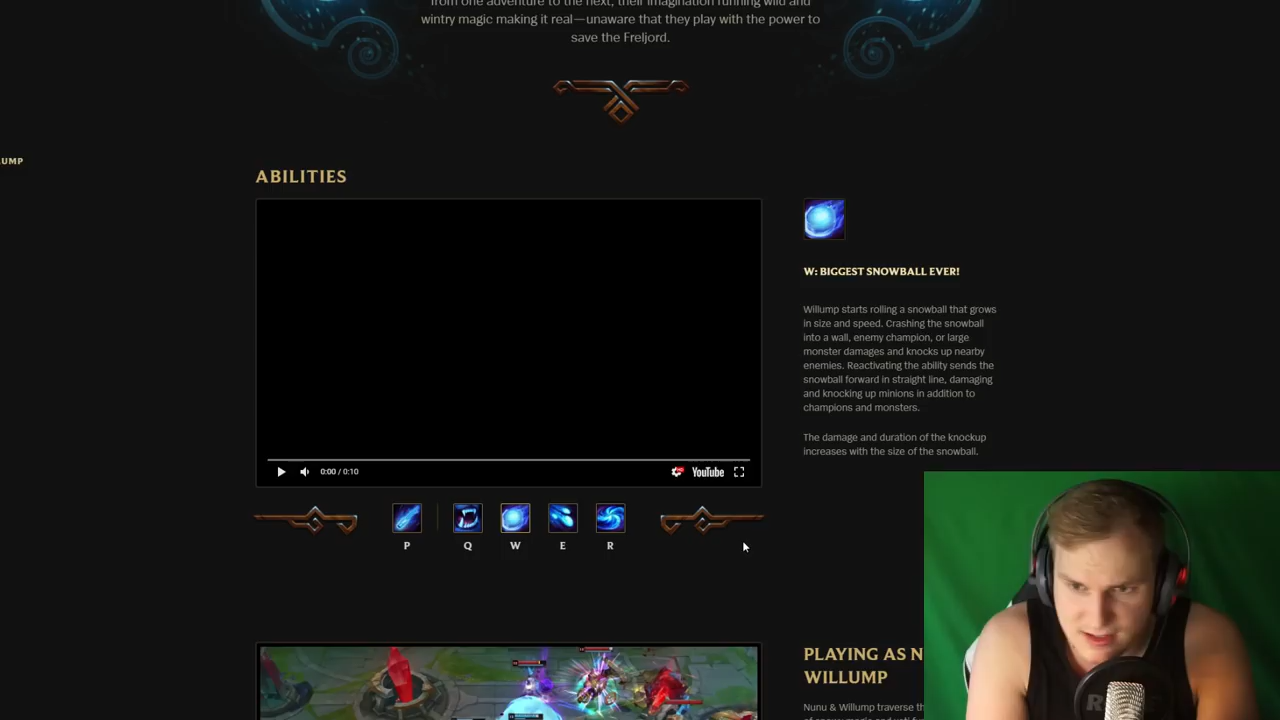 from one adventure to the next, their imagination running wild and
wintry magic making it real—unaware that they play with the power to
save the Freljord.
UMP
ABILITIES
W: BIGGEST SNOWBALL EVER!
Willump starts rolling a snowball that grows
in size and speed. Crashing the snowball
into a wall, enemy champion, or large
monster damages and knocks up nearby
enemies. Reactivating the ability sends the
snowball forward in straight line, damaging
and knocking up minions in addition to
champions and monsters.
The damage and duration of the knockup
increases with the size of the snowball.
0:00 / 0:10
YouTube
P Q W E R
PLAYING AS N
WILLUMP
Nunu & Willump traverse th